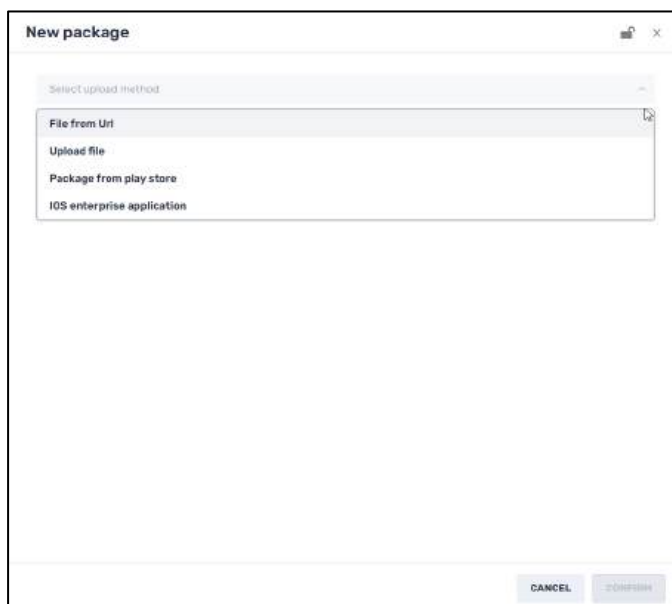 New package
Select upload method
File from Url
Upload file
Package from play store
IOS enterprise application
CANCEL
CONFIRM